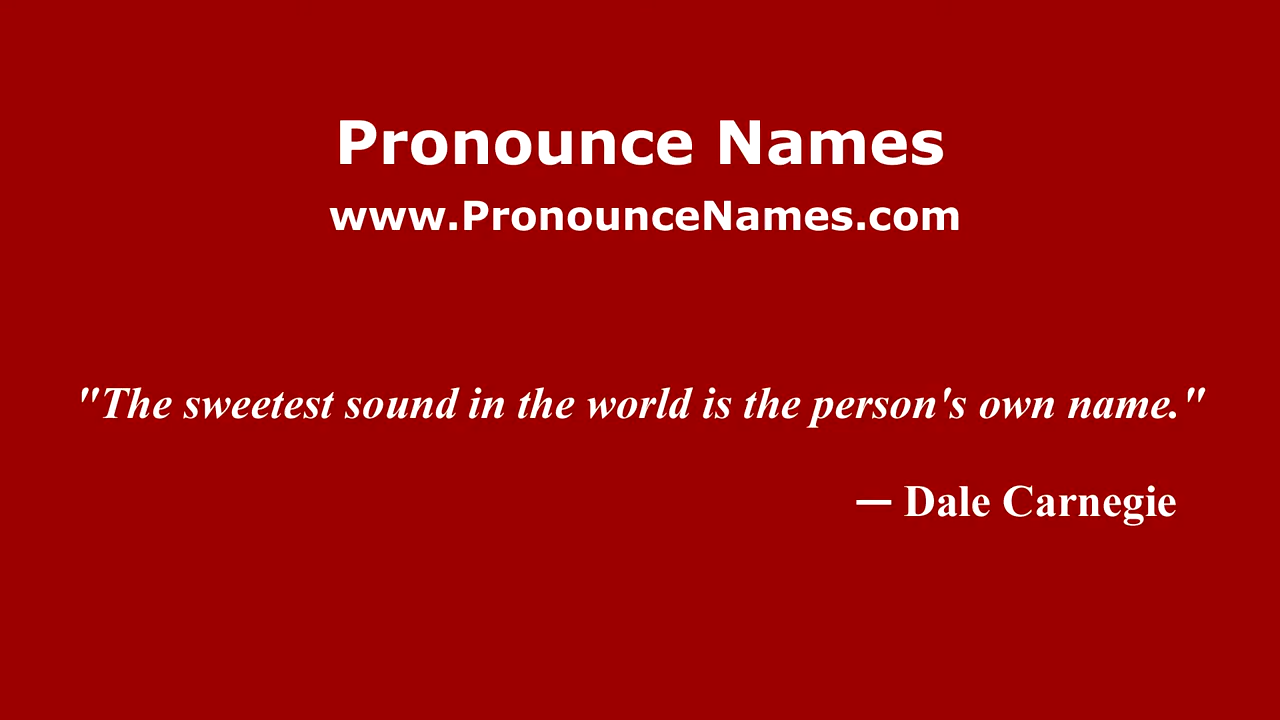 Pronounce Names
www.PronounceNames.com
"The sweetest sound in the world is the person's own name."
— Dale Carnegie